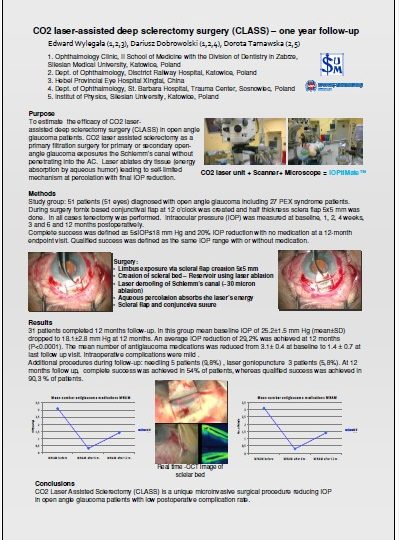 CO2 laser-assisted deep sclerectomy surgery (CLASS) – one year follow-up
Edward Wylegala (1,2,3), Dariusz Dobrowolski (1,2,4), Dorota Tarnawska (2,5)
1. Ophthalmology Clinic, II School of Medicine with the Division of Dentistry in Zabrze,
Silesian Medical University, Katowice, Poland
2. Dept. of Ophthalmology, Disctrict Railway Hospital, Katowice, Poland
3. Hebei Provincial Eye Hospital Xingtai, China
4. Dept. of Ophthalmology, St. Barbara Hospital, Trauma Center, Sosnowiec, Poland
5. Institut of Physics, Silesian University, Katowice, Poland
SUM
Purpose
To estimate the efficacy of CO2 laser-
assisted deep sclerectomy surgery (CLASS) in open angle
glaucoma patients. CO2 laser assisted sclerectomy as a
primary filtration surgery for primary or secondary open-
angle glaucoma exposures the Schlemm's canal without
penetrating into the AC. Laser ablates dry tissue (energy
absorption by aqueous humor) leading to self-limited
mechanism at percolation with final IOP reduction.
CO2 laser unit + Scanner+ Microscope = IOPtiMate™
Methods
Study group: 51 patients (51 eyes) diagnosed with open angle glaucoma including 27 PEX syndrome patients.
During surgery fornix based conjunctival flap at 12 o'clock was created and half thickness sclera flap 5x5 mm was
done. In all cases tenectomy was performed. Intraocular pressure (IOP) was measured at baseline, 1, 2, 4 weeks,
3 and 6 and 12 months postoperatively.
Complete success was defined as 5≤IOP≤18 mm Hg and 20% IOP reduction with no medication at a 12-month
endpoint visit. Qualified success was defined as the same IOP range with or without medication.
Surgery:
• Limbus exposure via scleral flap creation 5x5 mm
• Creation of scleral bed – Reservoir using laser ablation
• Laser deroofing of Schlemm's canal (~30 micron
ablation)
• Aqueous percolation absorbs the laser's energy
• Scleral flap and conjunctiva suture
Results
31 patients completed 12 months follow-up. In this group mean baseline IOP of 25.2±1.5 mm Hg (mean±SD)
dropped to 18.1±2.8 mm Hg at 12 months. An average IOP reduction of 29,2% was achieved at 12 months
(P<0.0001). The mean number of antiglaucoma medications was reduced from 3.1± 0.4 at baseline to 1.4 ± 0.7 at
last follow up visit. Intraoperative complications were mild .
Additional procedures during follow-up: needling 5 patients (9,8%) , laser goniopuncture 3 patients (5,8%). At 12
months follow up, complete success was achieved in 54% of patients, whereas qualified success was achieved in
90,3 % of patients.
Mean number antiglaucoma medications
Mean number antiglaucoma medications
Real time -OCT image of
sclelar bed
Conclusions
CO2 Laser Assisted Sclerectomy (CLASS) is a unique microinvasive surgical procedure reducing IOP
in open angle glaucoma patients with low postoperative complication rate.